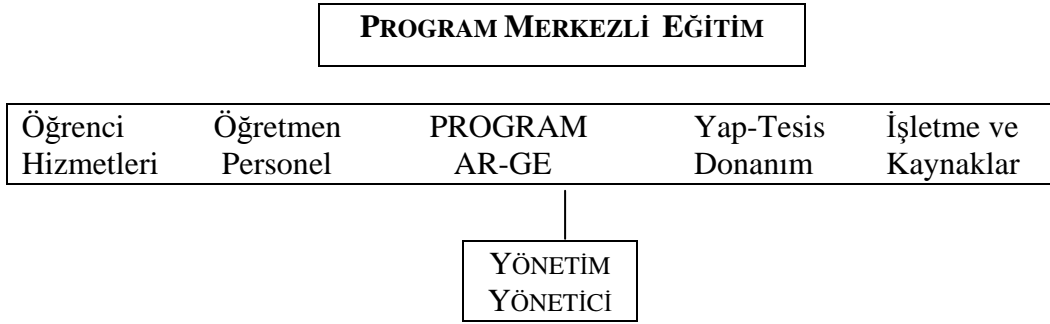 PROGRAM MERKEZLİ EĞİTİM
Öğrenci Öğretmen PROGRAM Yap-Tesis İşletme ve
Hizmetleri Personel AR-GE Donanım Kaynaklar
YÖNETİM
YÖNETİCİ